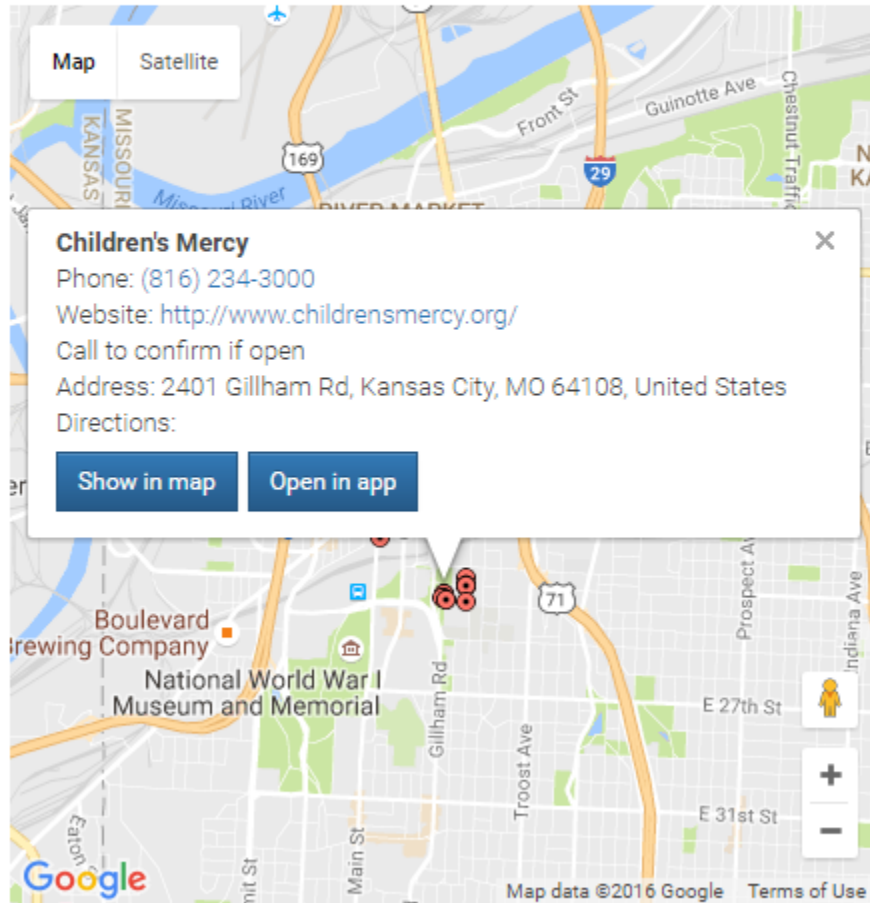 Map
Satellite
KANSAS
MISSOURI
169
Front St
Guinotte Ave
Chestnut Traffic
29
Missouri River
RIVER MARKET
Children's Mercy
Phone: (816) 234-3000
Website: http://www.childrensmercy.org/
Call to confirm if open
Address: 2401 Gillham Rd, Kansas City, MO 64108, United States
Directions:
Show in map
Open in app
71
Boulevard
Brewing Company
National World War I
Museum and Memorial
Gillham Rd
Troost Ave
Prospect Ave
Indiana Ave
E 27th St
E 31st St
Main St
Google
Map data ©2016 Google
Terms of Use